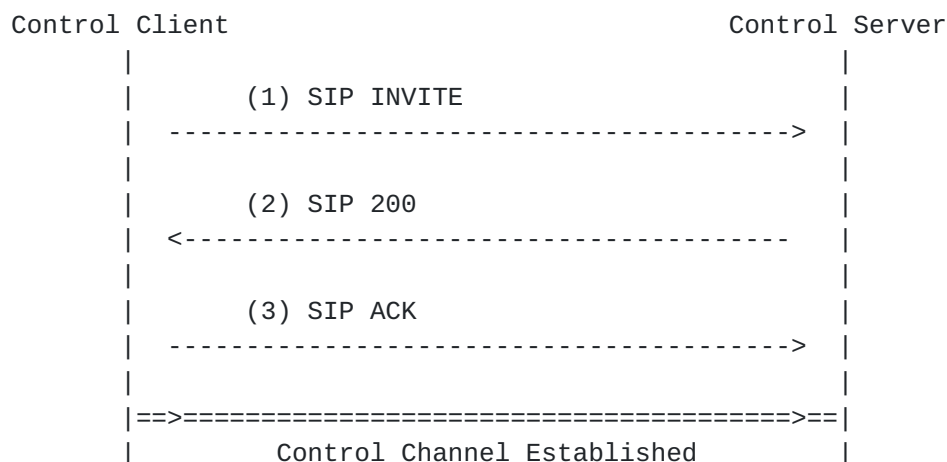 Control Client Control Server
(1) SIP INVITE
(2) SIP 200
(3) SIP ACK
Control Channel Established